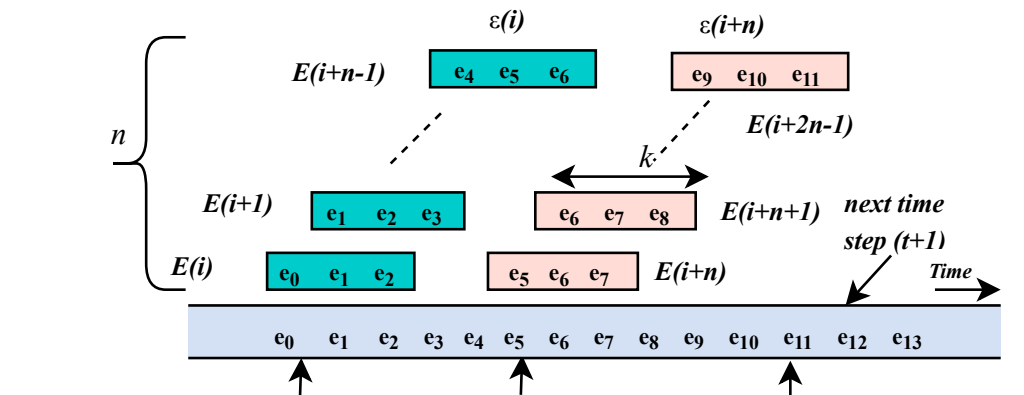 ε(i) ε(i+n)
E(i+n-1) e₄ e₅ e₆ e₉ e₁₀ e₁₁
n E(i+2n-1)
k
E(i+1) e₁ e₂ e₃ e₆ e₇ e₈ E(i+n+1) next time
step (t+1)
E(i) e₀ e₁ e₂ e₅ e₆ e₇ E(i+n) Time
e₀ e₁ e₂ e₃ e₄ e₅ e₆ e₇ e₈ e₉ e₁₀ e₁₁ e₁₂ e₁₃